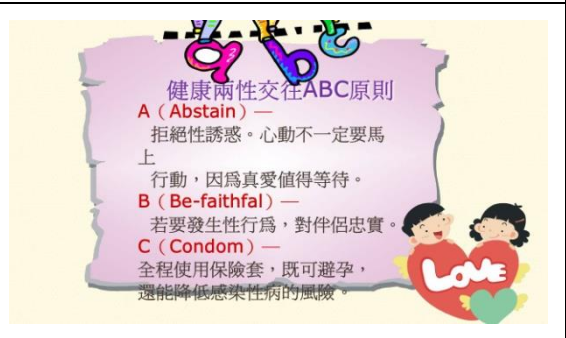 abc
健康兩性交往ABC原則
A（Abstain）—
拒絕性誘惑。心動不一定要馬
上
行動，因為真愛值得等待。
B（Be-faithfal）—
若要發生性行為，對伴侶忠實。
C（Condom）—
全程使用保險套，既可避孕，
還能降低感染性病的風險。
LOVE